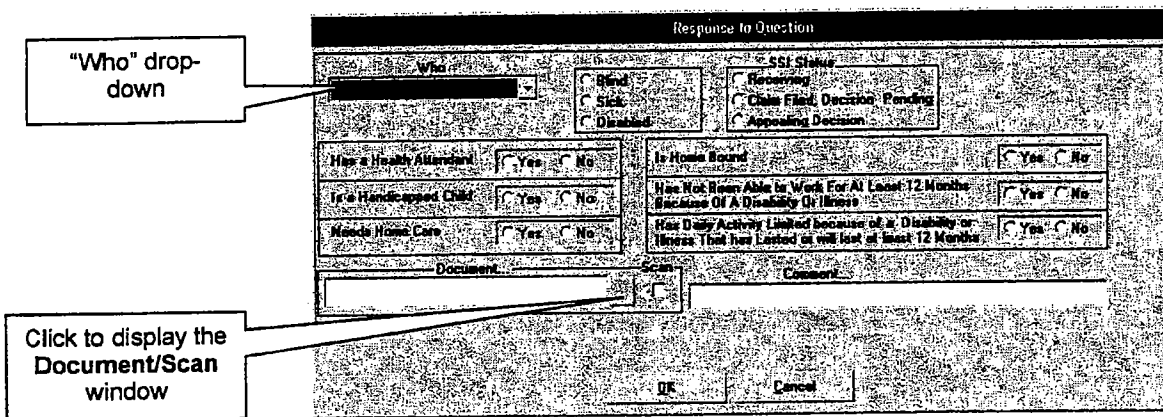 Response to Question
"Who" drop-
down
Who
Blind
Sick
Disabled
SSI Status
Receiving
Claim Filed, Decision Pending
Appealing Decision
Has a Health Attendant Yes No
Is a Handicapped Child Yes No
Needs Home Care Yes No
Is Home Bound Yes No
Has Not Been Able to Work For At Least 12 Months
Because Of A Disability Or Illness Yes No
Has Daily Activity Limited because of a Disability or
Illness That has Lasted or will last at least 12 Months Yes No
Document
Scan
Comment
Click to display the
Document/Scan
window
OK Cancel